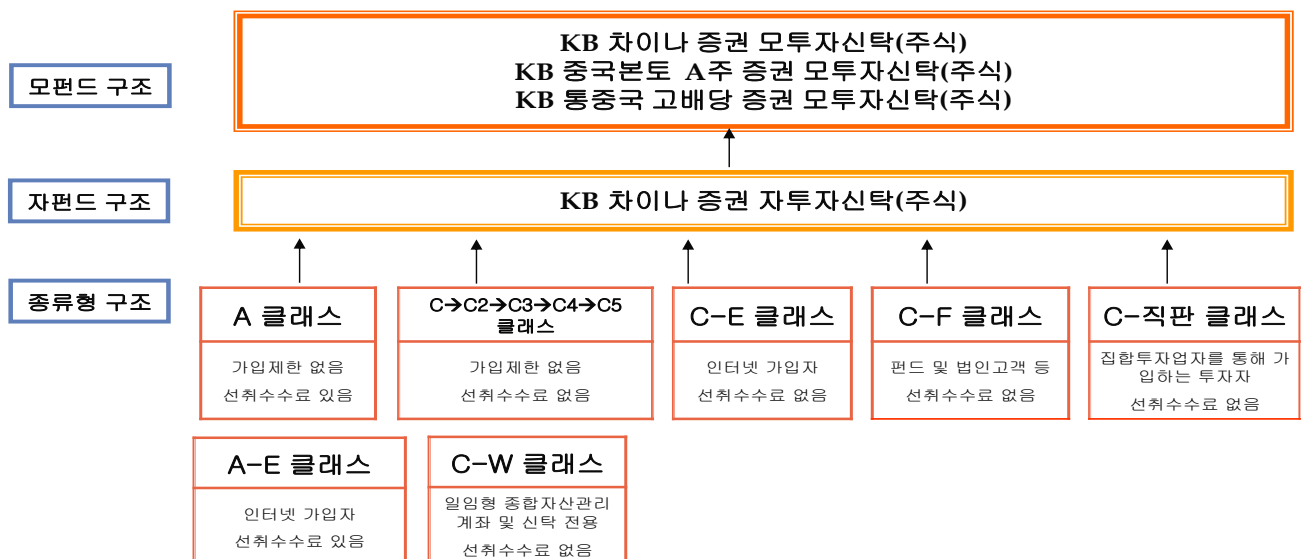 KB 차이나 증권 모투자신탁(주식)
KB 중국본토 A주 증권 모투자신탁(주식)
KB 통중국 고배당 증권 모투자신탁(주식)
모펀드 구조
자펀드 구조
KB 차이나 증권 자투자신탁(주식)
종류형 구조
A 클래스
가입제한 없음
선취수수료 있음
C→C2→C3→C4→C5
클래스
가입제한 없음
선취수수료 없음
C-E 클래스
인터넷 가입자
선취수수료 없음
C-F 클래스
펀드 및 법인고객 등
선취수수료 없음
C-직판 클래스
집합투자업자를 통해 가
입하는 투자자
선취수수료 없음
A-E 클래스
인터넷 가입자
선취수수료 있음
C-W 클래스
일임형 종합자산관리
계좌 및 신탁 전용
선취수수료 없음